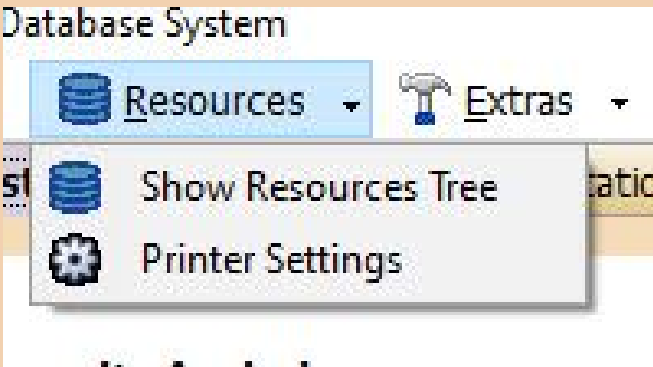 Database System
Resources Extras
Show Resources Tree
Printer Settings